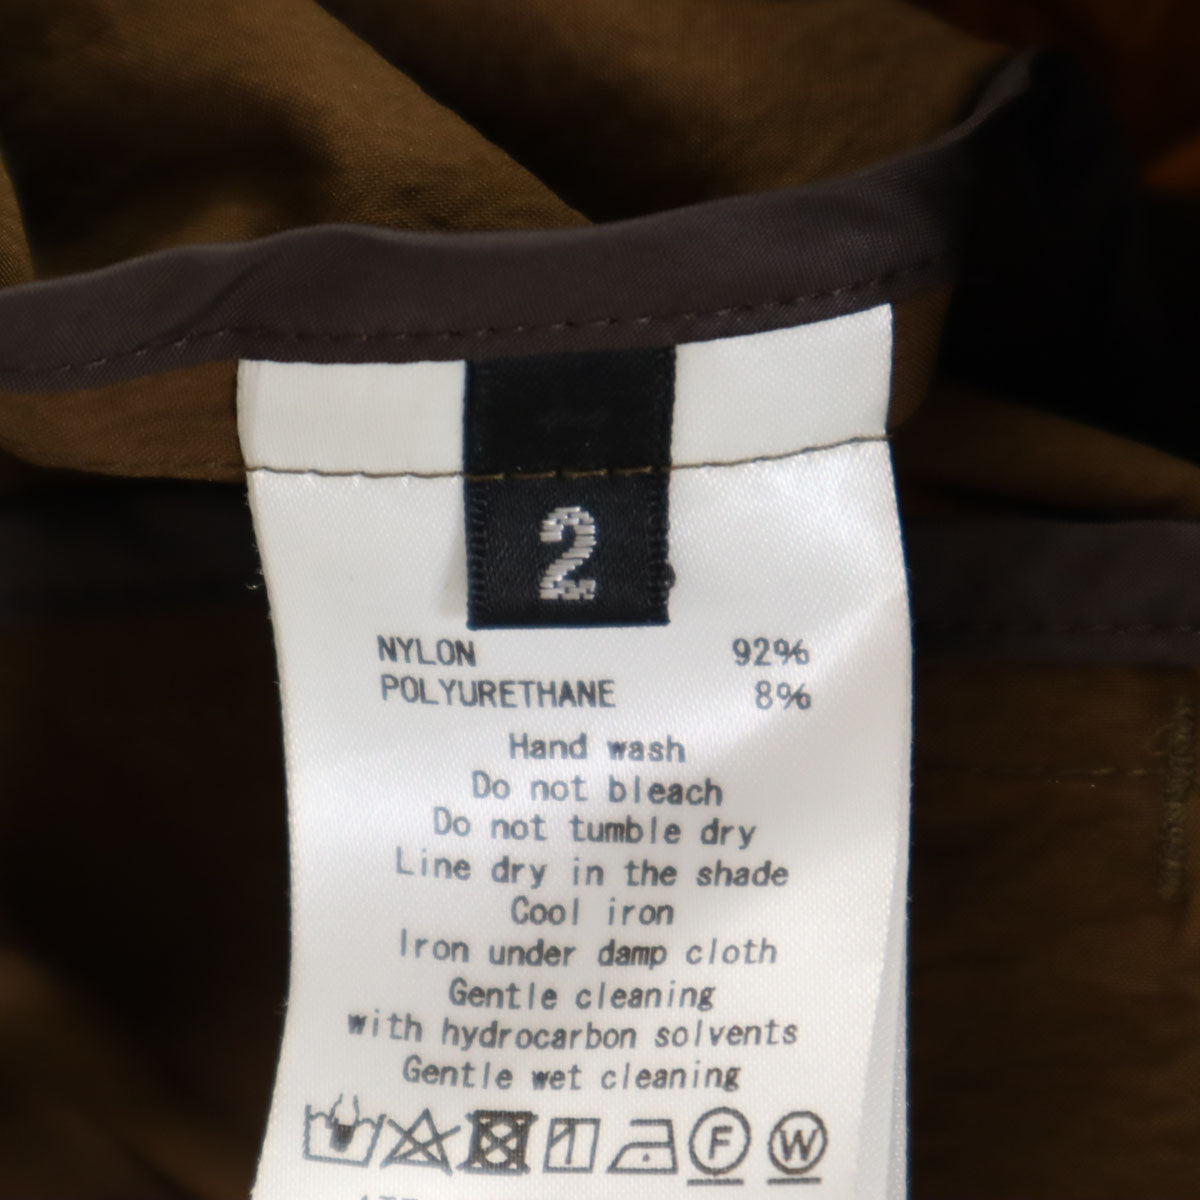 2
NYLON 92%
POLYURETHANE 8%
Hand wash
Do not bleach
Do not tumble dry
Line dry in the shade
Cool iron
Iron under damp cloth
Gentle cleaning
with hydrocarbon solvents
Gentle wet cleaning
F W